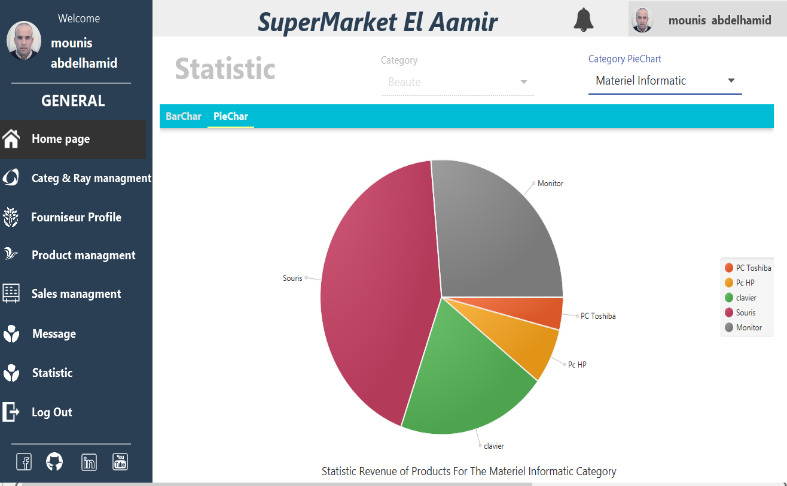 Welcome
mounis
abdelhamid
GENERAL
Home page
Categ & Ray managment
Fourniseur Profile
Product managment
Sales managment
Message
Statistic
Log Out
SuperMarket El Aamir
mounis abdelhamid
Statistic
Category
Beaute
Category PieChart
Materiel Informatic
BarChar
PieChar
Monitor
Souris
PC Toshiba
Pc HP
clavier
PC Toshiba
Pc HP
clavier
Souris
Monitor
Statistic Revenue of Products For The Materiel Informatic Category